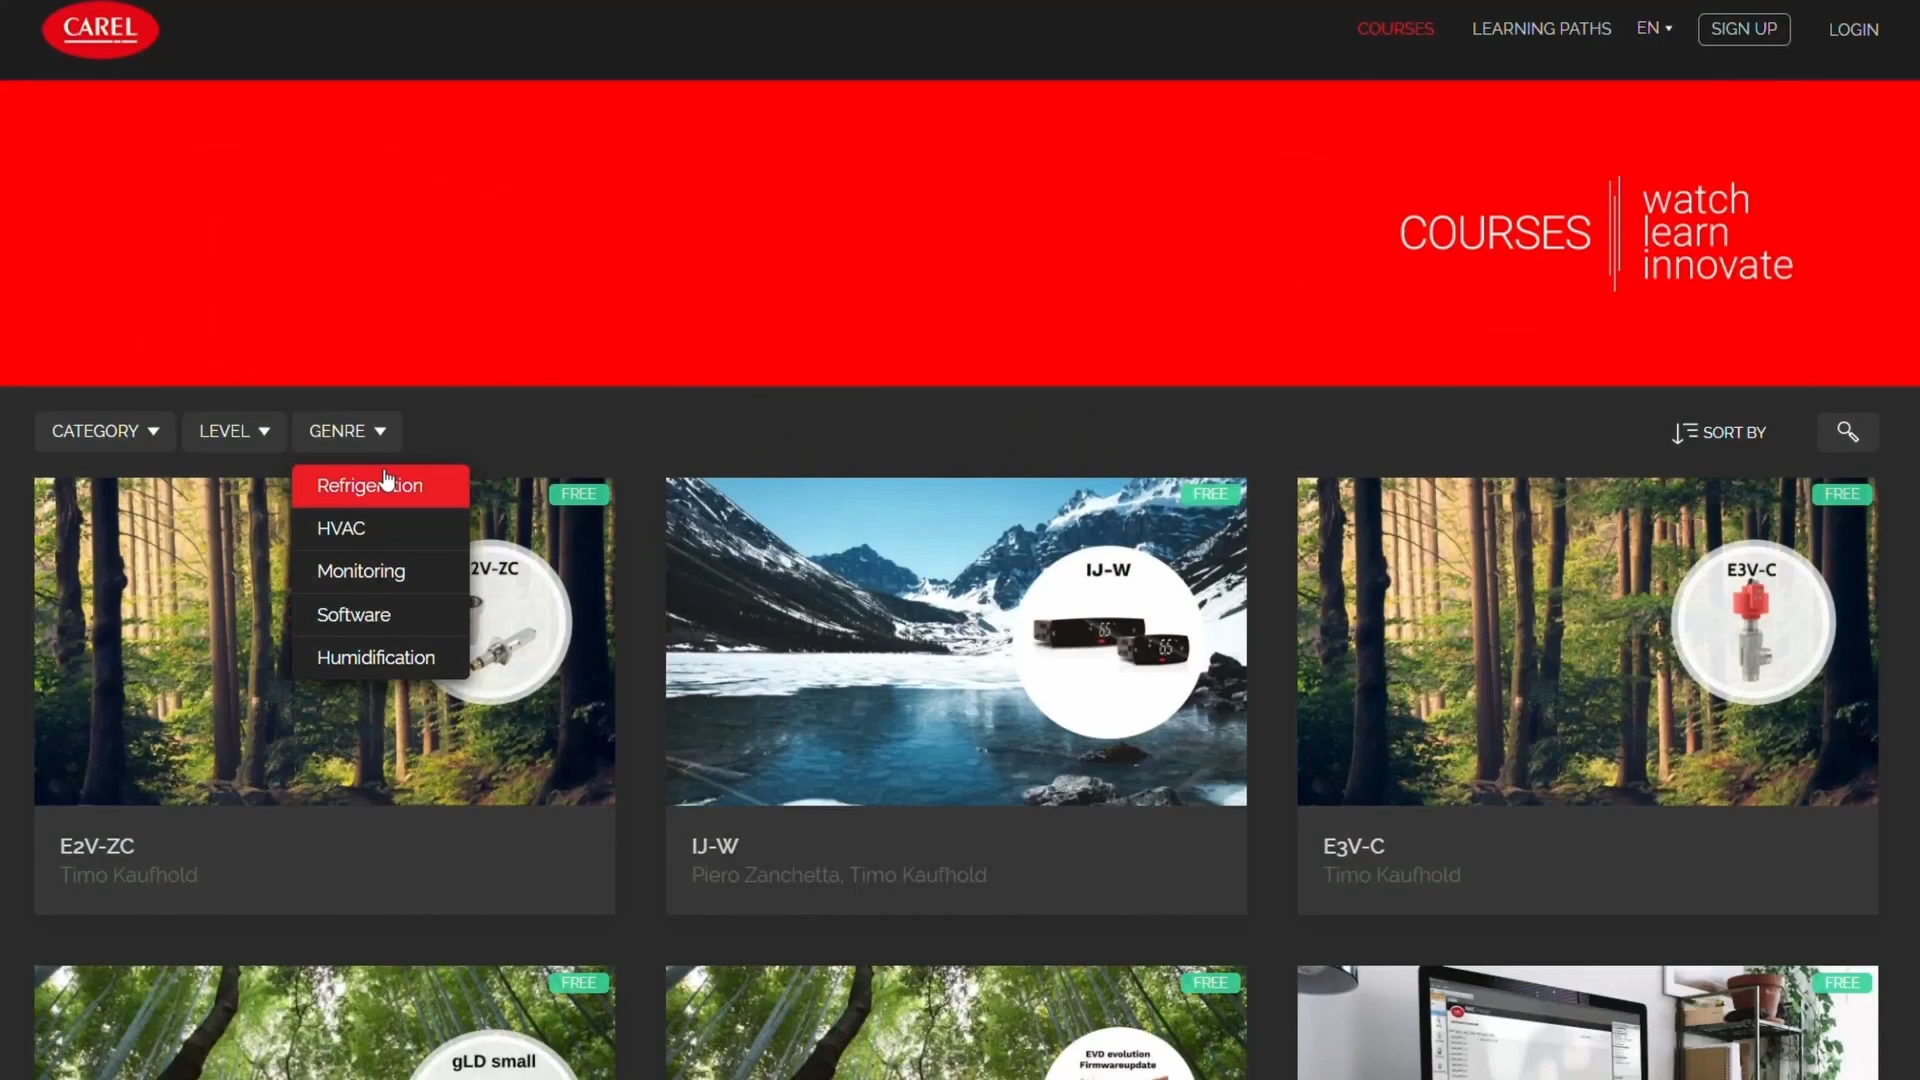 CAREL
COURSES
LEARNING PATHS
EN
SIGN UP
LOGIN
COURSES
watch
learn
innovate
CATEGORY
LEVEL
GENRE
SORT BY
Refrigeration
HVAC
Monitoring
Software
Humidification
FREE
2V-ZC
FREE
IJ-W
FREE
E3V-C
E2V-ZC
Timo Kaufhold
IJ-W
Piero Zanchetta, Timo Kaufhold
E3V-C
Timo Kaufhold
FREE
gLD small
FREE
EVD evolution
Firmwareupdate
FREE